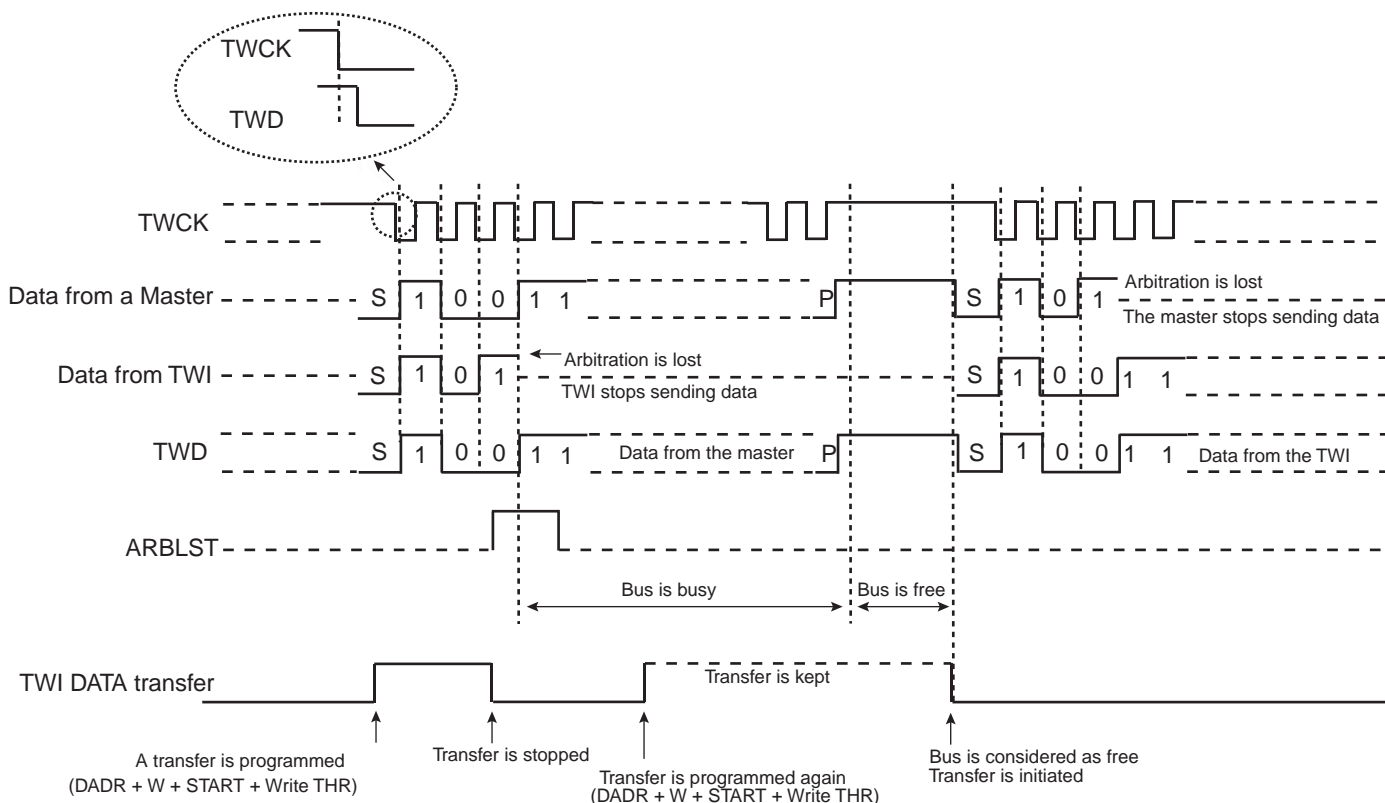 TWCK
TWD
TWCK
Data from a Master S 1 0 0 1 1 P S 1 0 1 Arbitration is lost
The master stops sending data
Data from TWI S 1 0 1 Arbitration is lost S 1 0 0 1 1
TWI stops sending data
TWD S 1 0 0 1 1 Data from the master P S 1 0 0 1 1 Data from the TWI
ARBLST
Bus is busy Bus is free
TWI DATA transfer Transfer is kept
A transfer is programmed
(DADR + W + START + Write THR)
Transfer is stopped
Transfer is programmed again
(DADR + W + START + Write THR)
Bus is considered as free
Transfer is initiated